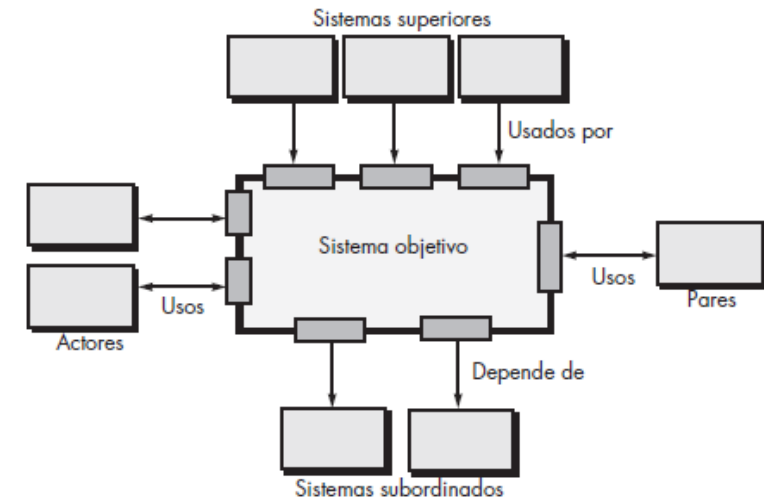 Sistemas superiores
Usados por
Sistema objetivo
Usos
Usos
Pares
Actores
Depende de
Sistemas subordinados